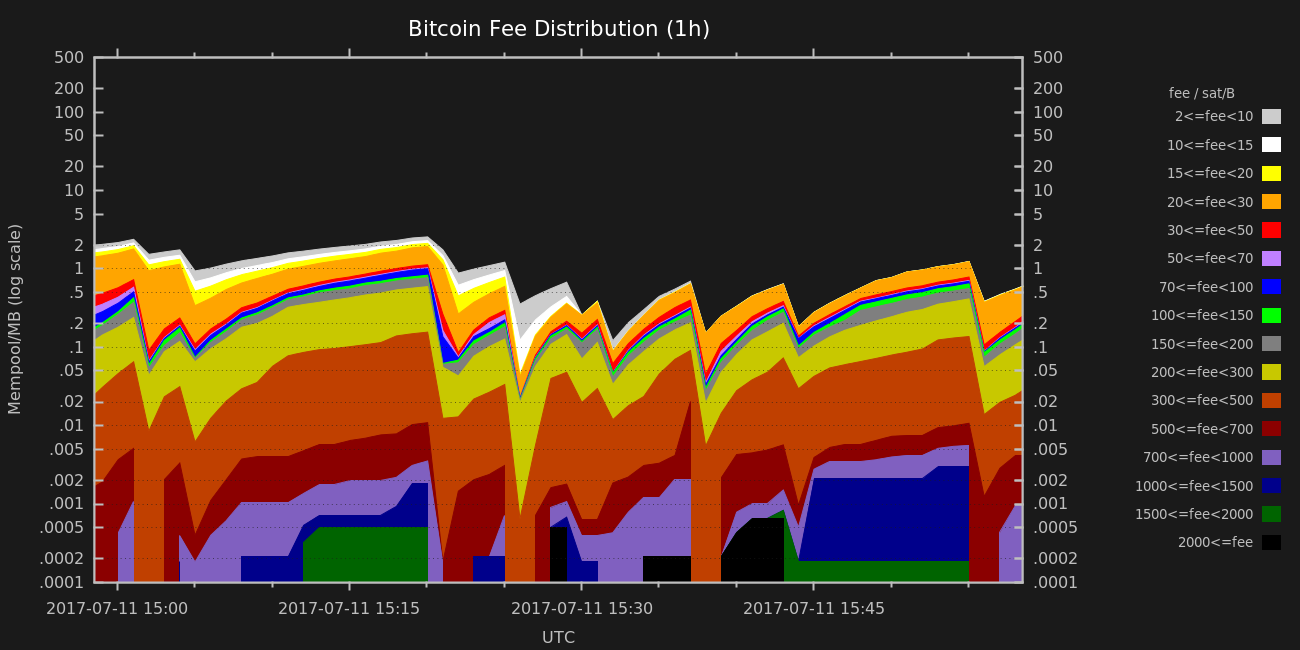 Bitcoin Fee Distribution (1h)
Mempool/MB (log scale)
500
200
100
50
20
10
5
2
1
.5
.2
.1
.05
.02
.01
.005
.002
.001
.0005
.0002
.0001
500
200
100
50
20
10
5
2
1
.5
.2
.1
.05
.02
.01
.005
.002
.001
.0005
.0002
.0001
2017-07-11 15:00 2017-07-11 15:15 2017-07-11 15:30 2017-07-11 15:45
UTC
fee / sat/B
2<=fee<10
10<=fee<15
15<=fee<20
20<=fee<30
30<=fee<50
50<=fee<70
70<=fee<100
100<=fee<150
150<=fee<200
200<=fee<300
300<=fee<500
500<=fee<700
700<=fee<1000
1000<=fee<1500
1500<=fee<2000
2000<=fee